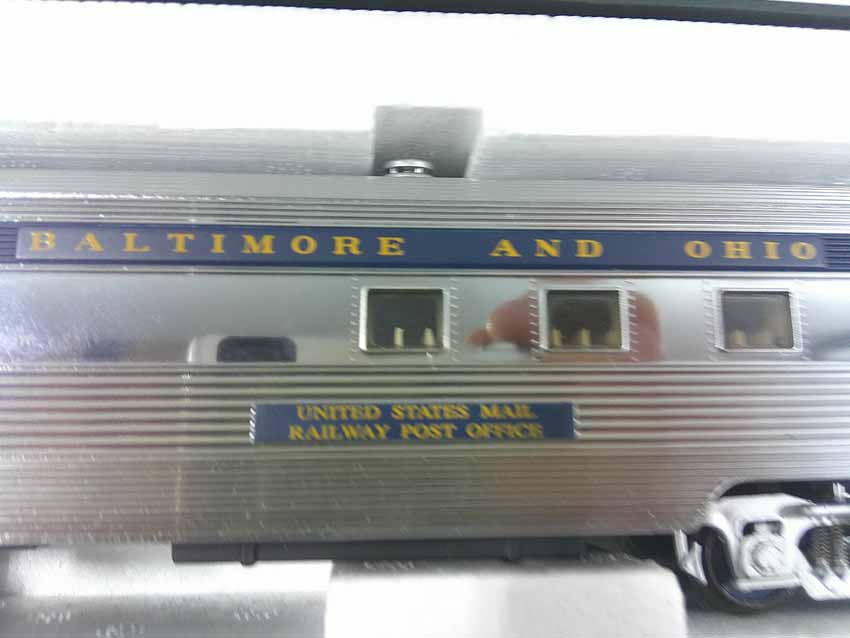 BALTIMORE AND OHIO
UNITED STATES MAIL
RAILWAY POST OFFICE